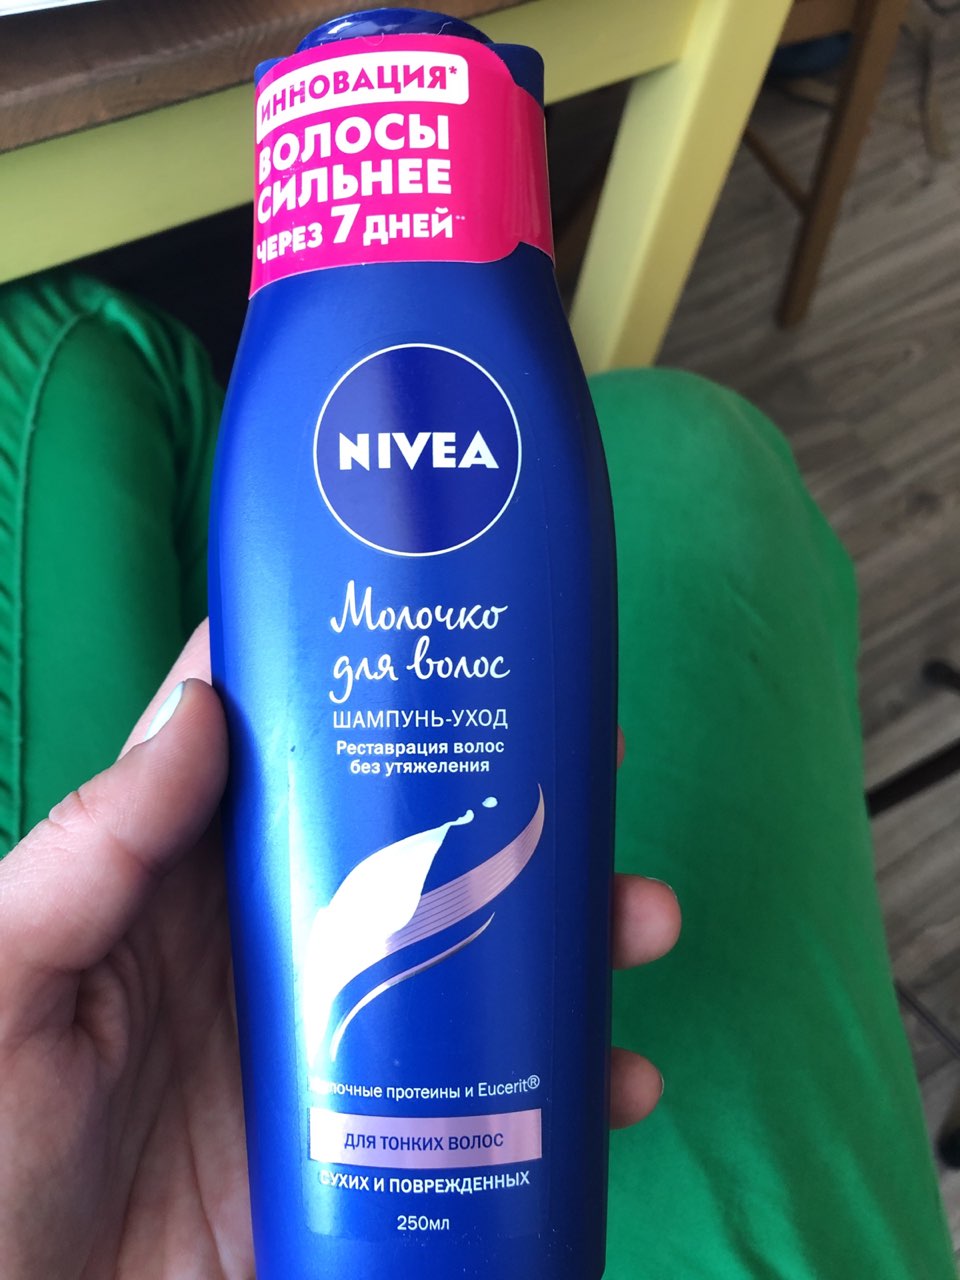 ИННОВАЦИЯ*
ВОЛОСЫ
СИЛЬНЕЕ
ЧЕРЕЗ 7 ДНЕЙ**
NIVEA
Молочко
для волос
ШАМПУНЬ-УХОД
Реставрация волос
без утяжеления
Молочные протеины и Eucerit®
ДЛЯ ТОНКИХ ВОЛОС
СУХИХ И ПОВРЕЖДЕННЫХ
250мл